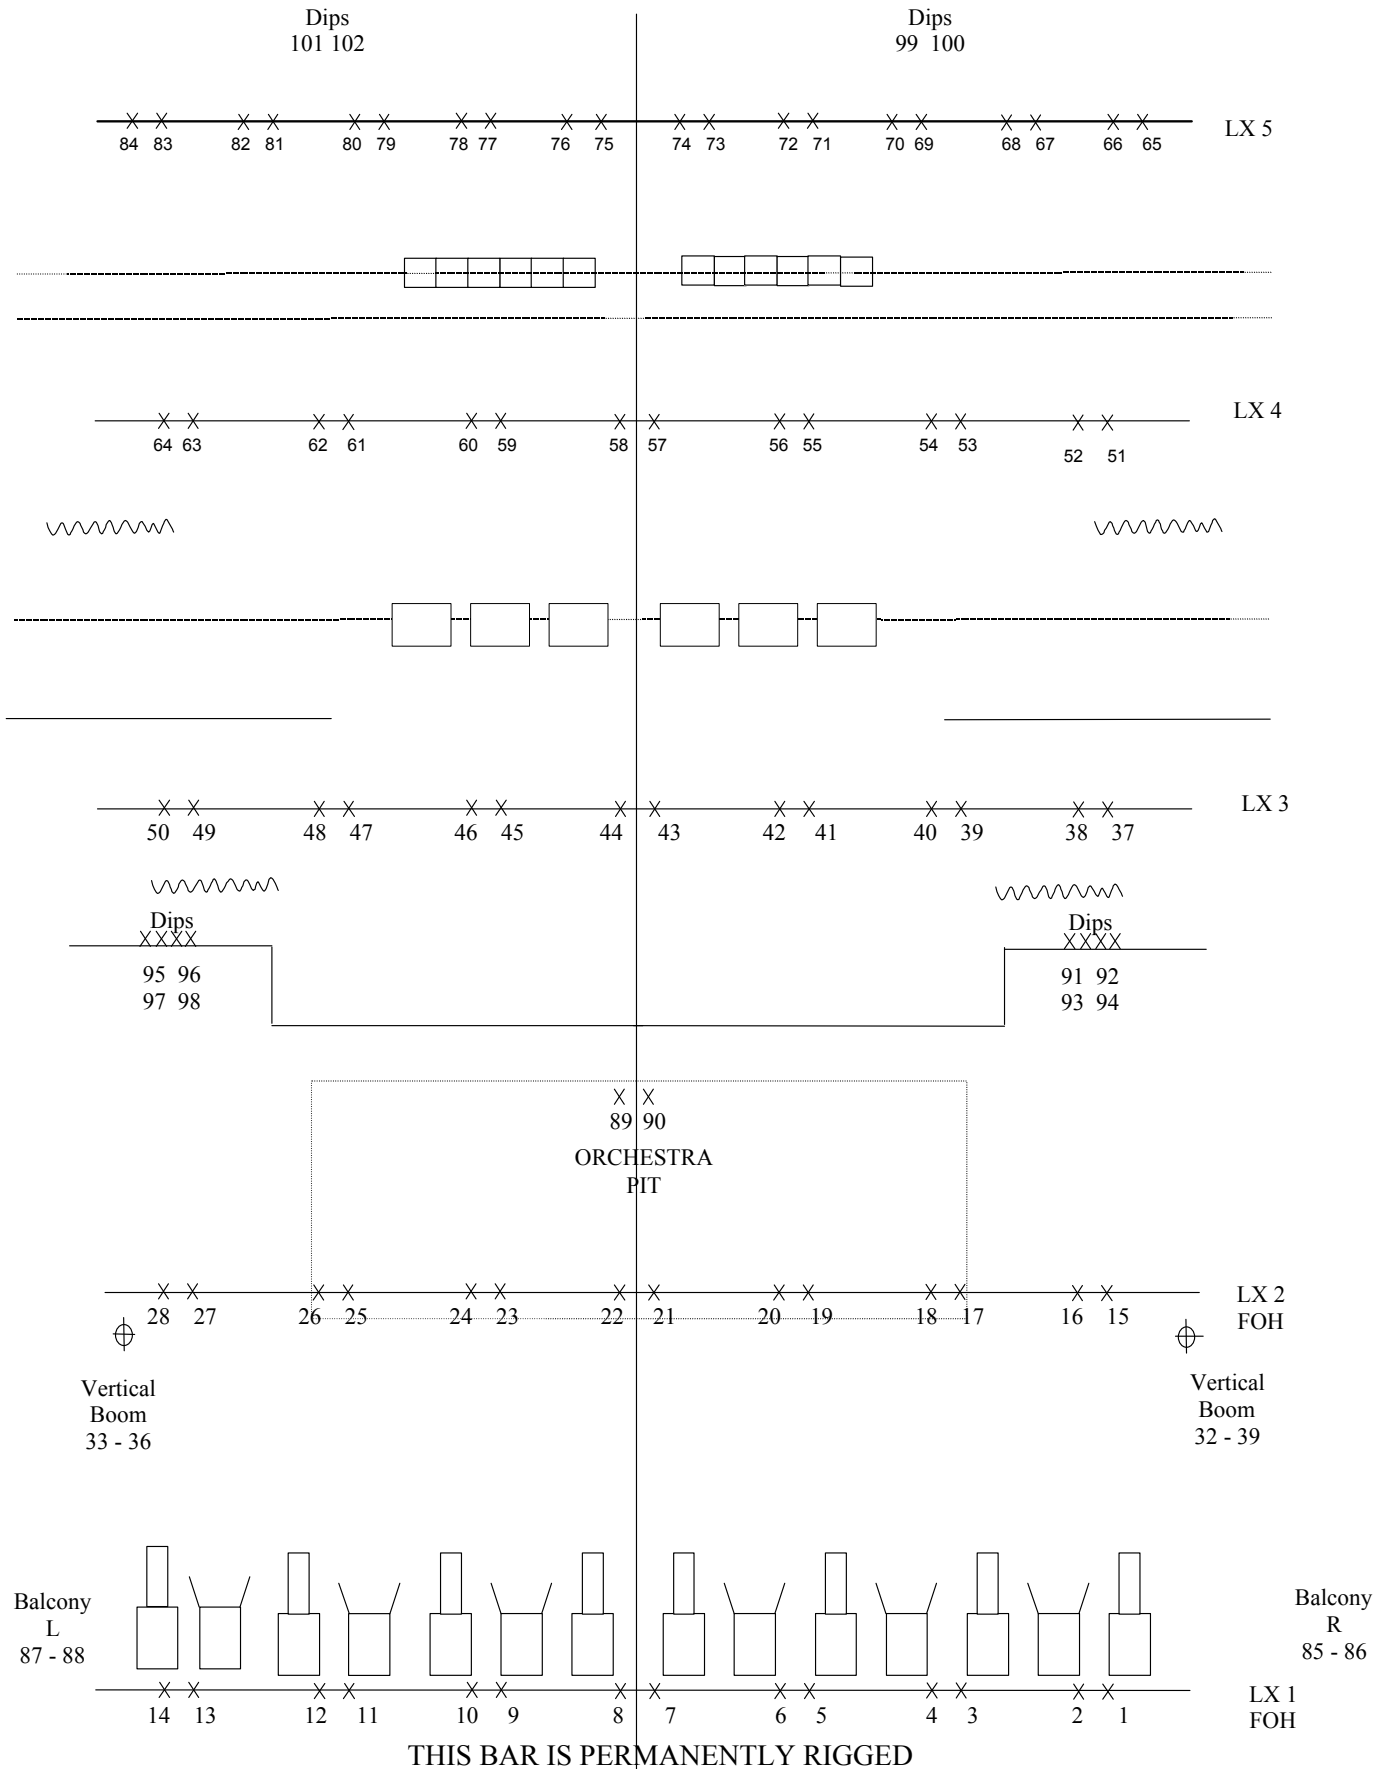 Dips Dips
101 102 99 100
LX 5
84 83 82 81 80 79 78 77 76 75 74 73 72 71 70 69 68 67 66 65
LX 4
64 63 62 61 60 59 58 57 56 55 54 53 52 51
LX 3
50 49 48 47 46 45 44 43 42 41 40 39 38 37
Dips Dips
95 96 91 92
97 98 93 94
89 90
ORCHESTRA
PIT
LX 2
28 27 26 25 24 23 22 21 20 19 18 17 16 15 FOH
Vertical Vertical
Boom Boom
33 - 36 32 - 39
Balcony Balcony
L R
87 - 88 85 - 86
LX 1
14 13 12 11 10 9 8 7 6 5 4 3 2 1 FOH
THIS BAR IS PERMANENTLY RIGGED